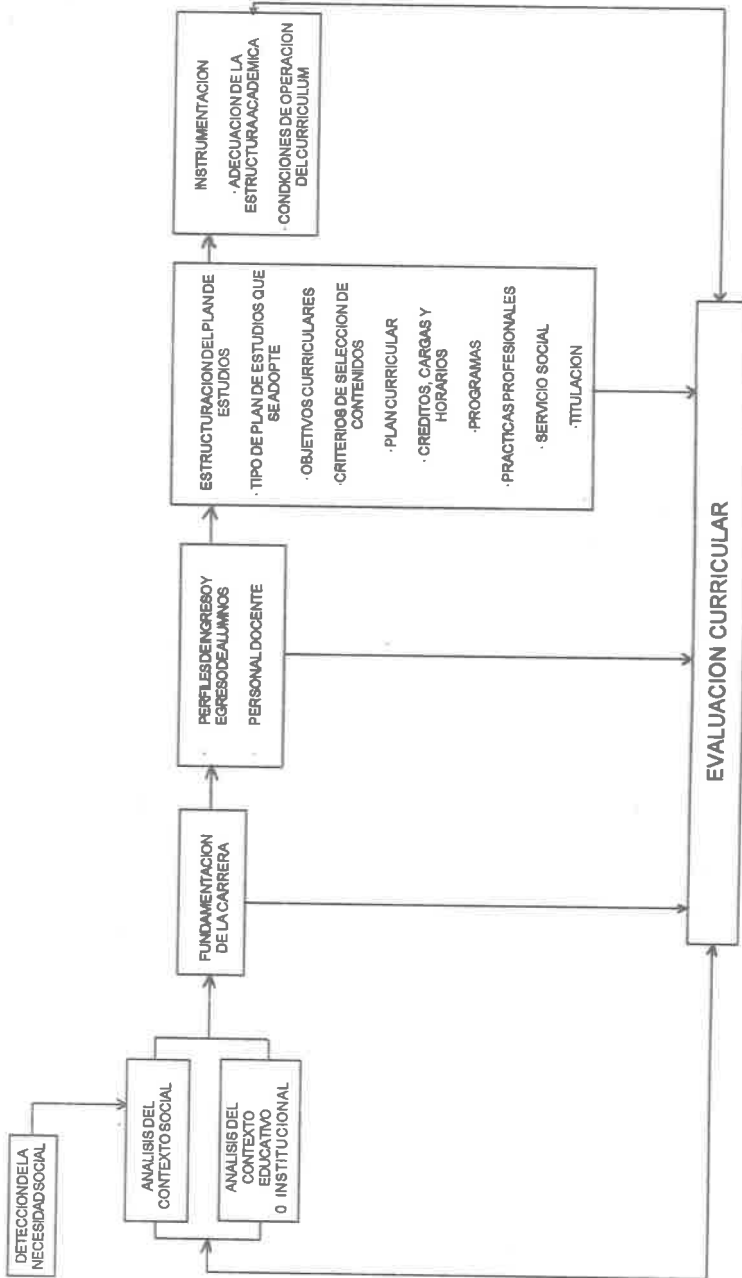 DETECCION DE LA
NECESIDAD SOCIAL
ANALISIS DEL
CONTEXTO SOCIAL
ANALISIS DEL
CONTEXTO
EDUCATIVO
O INSTITUCIONAL
FUNDAMENTACION
DE LA CARRERA
PERFILES DE INGRESO Y
EGRESO DE ALUMNOS
PERSONAL DOCENTE
ESTRUCTURACION DEL PLAN DE
ESTUDIOS
· TIPO DE PLAN DE ESTUDIOS QUE
SE ADOPTE
· OBJETIVOS CURRICULARES
· CRITERIOS DE SELECCION DE
CONTENIDOS
· PLAN CURRICULAR
· CREDITOS, CARGAS Y
HORARIOS
· PROGRAMAS
· PRACTICAS PROFESIONALES
· SERVICIO SOCIAL
· TITULACION
INSTRUMENTACION
· ADECUACION DE LA
ESTRUCTURA ACADEMICA
· CONDICIONES DE OPERACION
DEL CURRICULUM
EVALUACION CURRICULAR